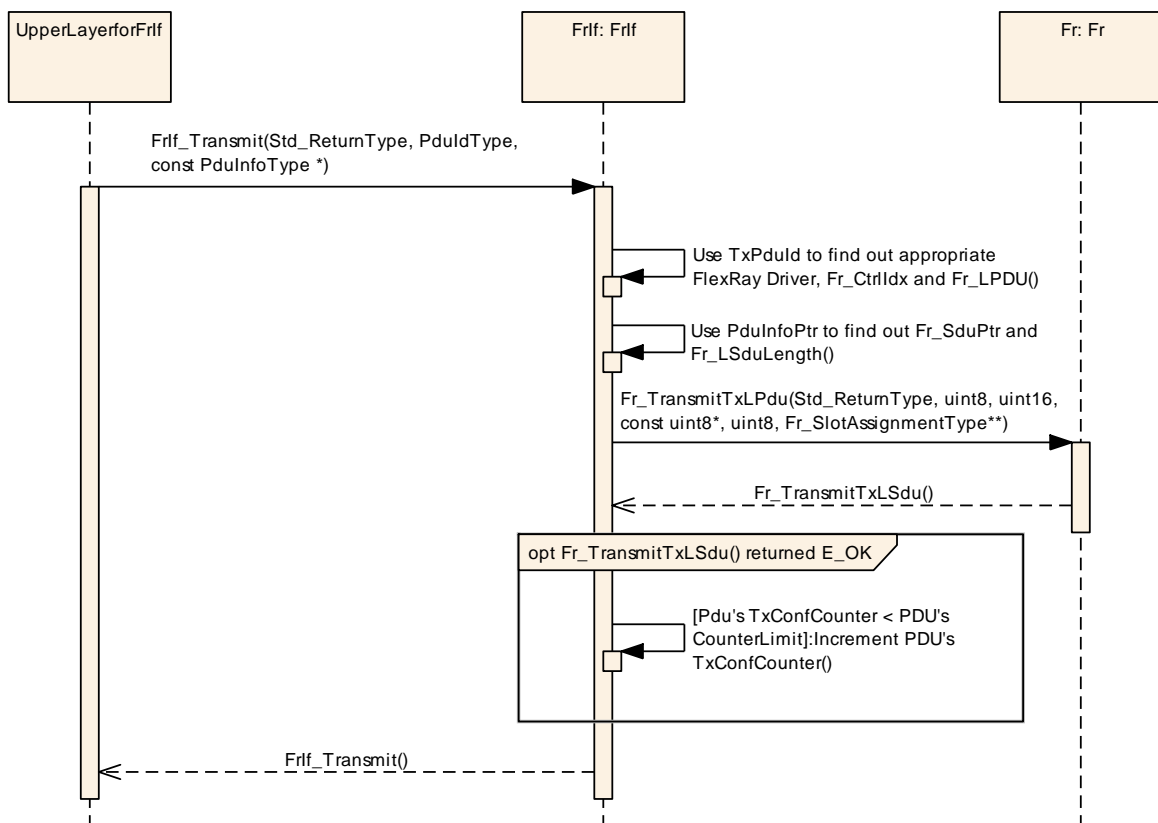 UpperLayerforFrIf
FrIf: FrIf
Fr: Fr
FrIf_Transmit(Std_ReturnType, PduIdType,
const PduInfoType *)
Use TxPduId to find out appropriate
FlexRay Driver, Fr_CtrlIdx and Fr_LPDU()
Use PduInfoPtr to find out Fr_SduPtr and
Fr_LSduLength()
Fr_TransmitTxLPdu(Std_ReturnType, uint8, uint16,
const uint8*, uint8, Fr_SlotAssignmentType**)
Fr_TransmitTxLSdu()
opt Fr_TransmitTxLSdu() returned E_OK
[Pdu's TxConfCounter < PDU's
CounterLimit]:Increment PDU's
TxConfCounter()
FrIf_Transmit()